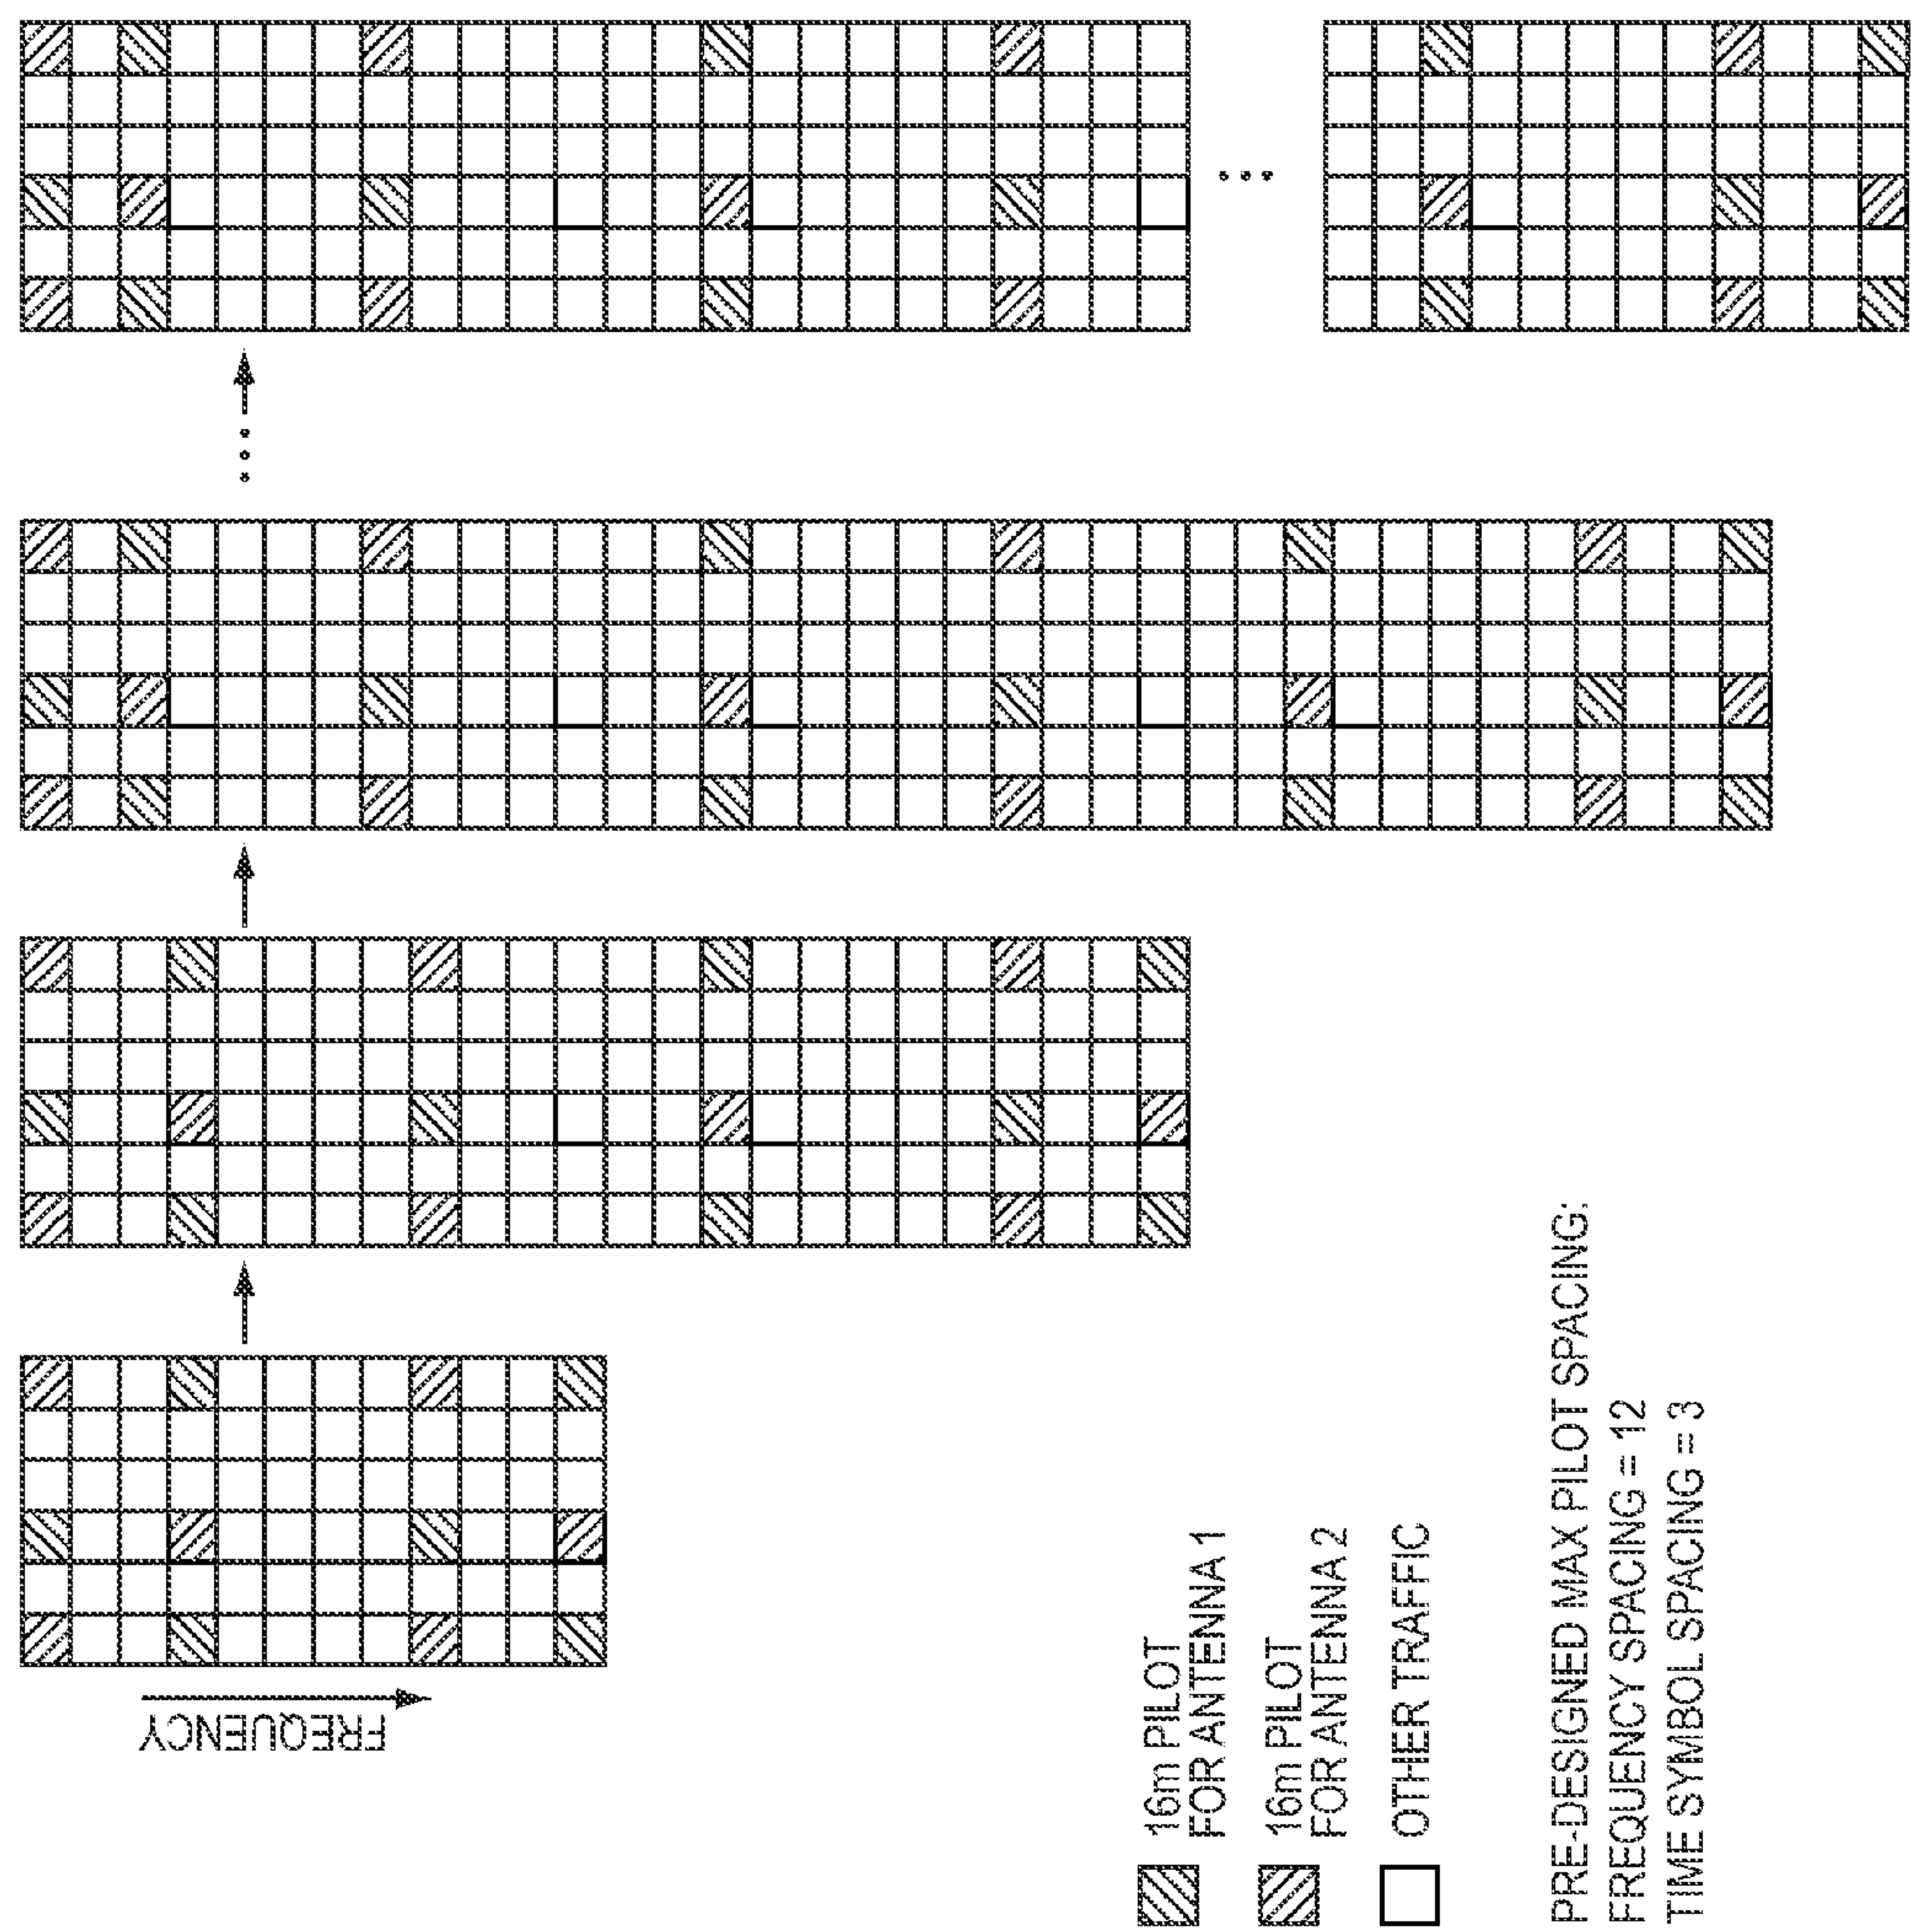 FREQUENCY
16m PILOT
FOR ANTENNA 1
16m PILOT
FOR ANTENNA 2
OTHER TRAFFIC
PRE-DESIGNED MAX PILOT SPACING:
FREQUENCY SPACING = 12
TIME SYMBOL SPACING = 3